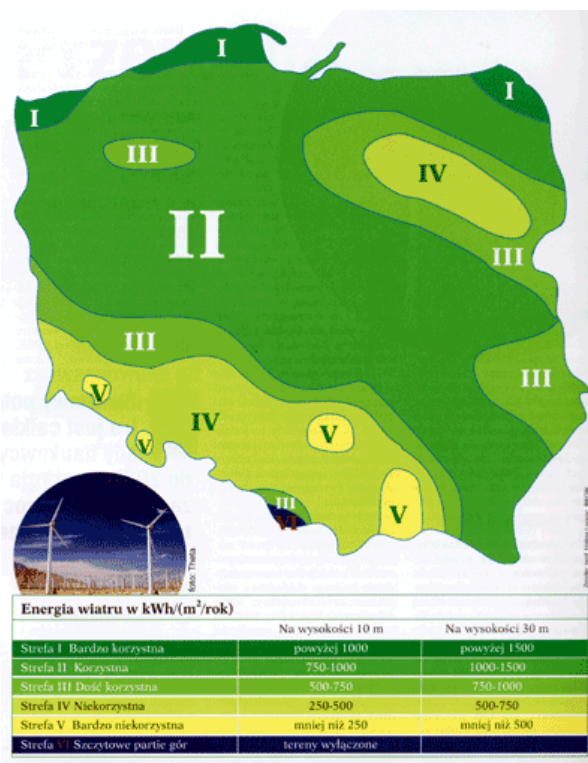 I
I
I
III
IV
II
III
III
III
V
IV
V
V
III
VI
V
foto: Theta
Energia wiatru w kWh/(m²/rok)
Na wysokości 10 m Na wysokości 30 m
Strefa I Bardzo korzystna powyżej 1000 powyżej 1500
Strefa II Korzystna 750-1000 1000-1500
Strefa III Dość korzystna 500-750 750-1000
Strefa IV Niekorzystna 250-500 500-750
Strefa V Bardzo niekorzystna mniej niż 250 mniej niż 500
Strefa VI Szczytowe partie gór tereny wyłączone